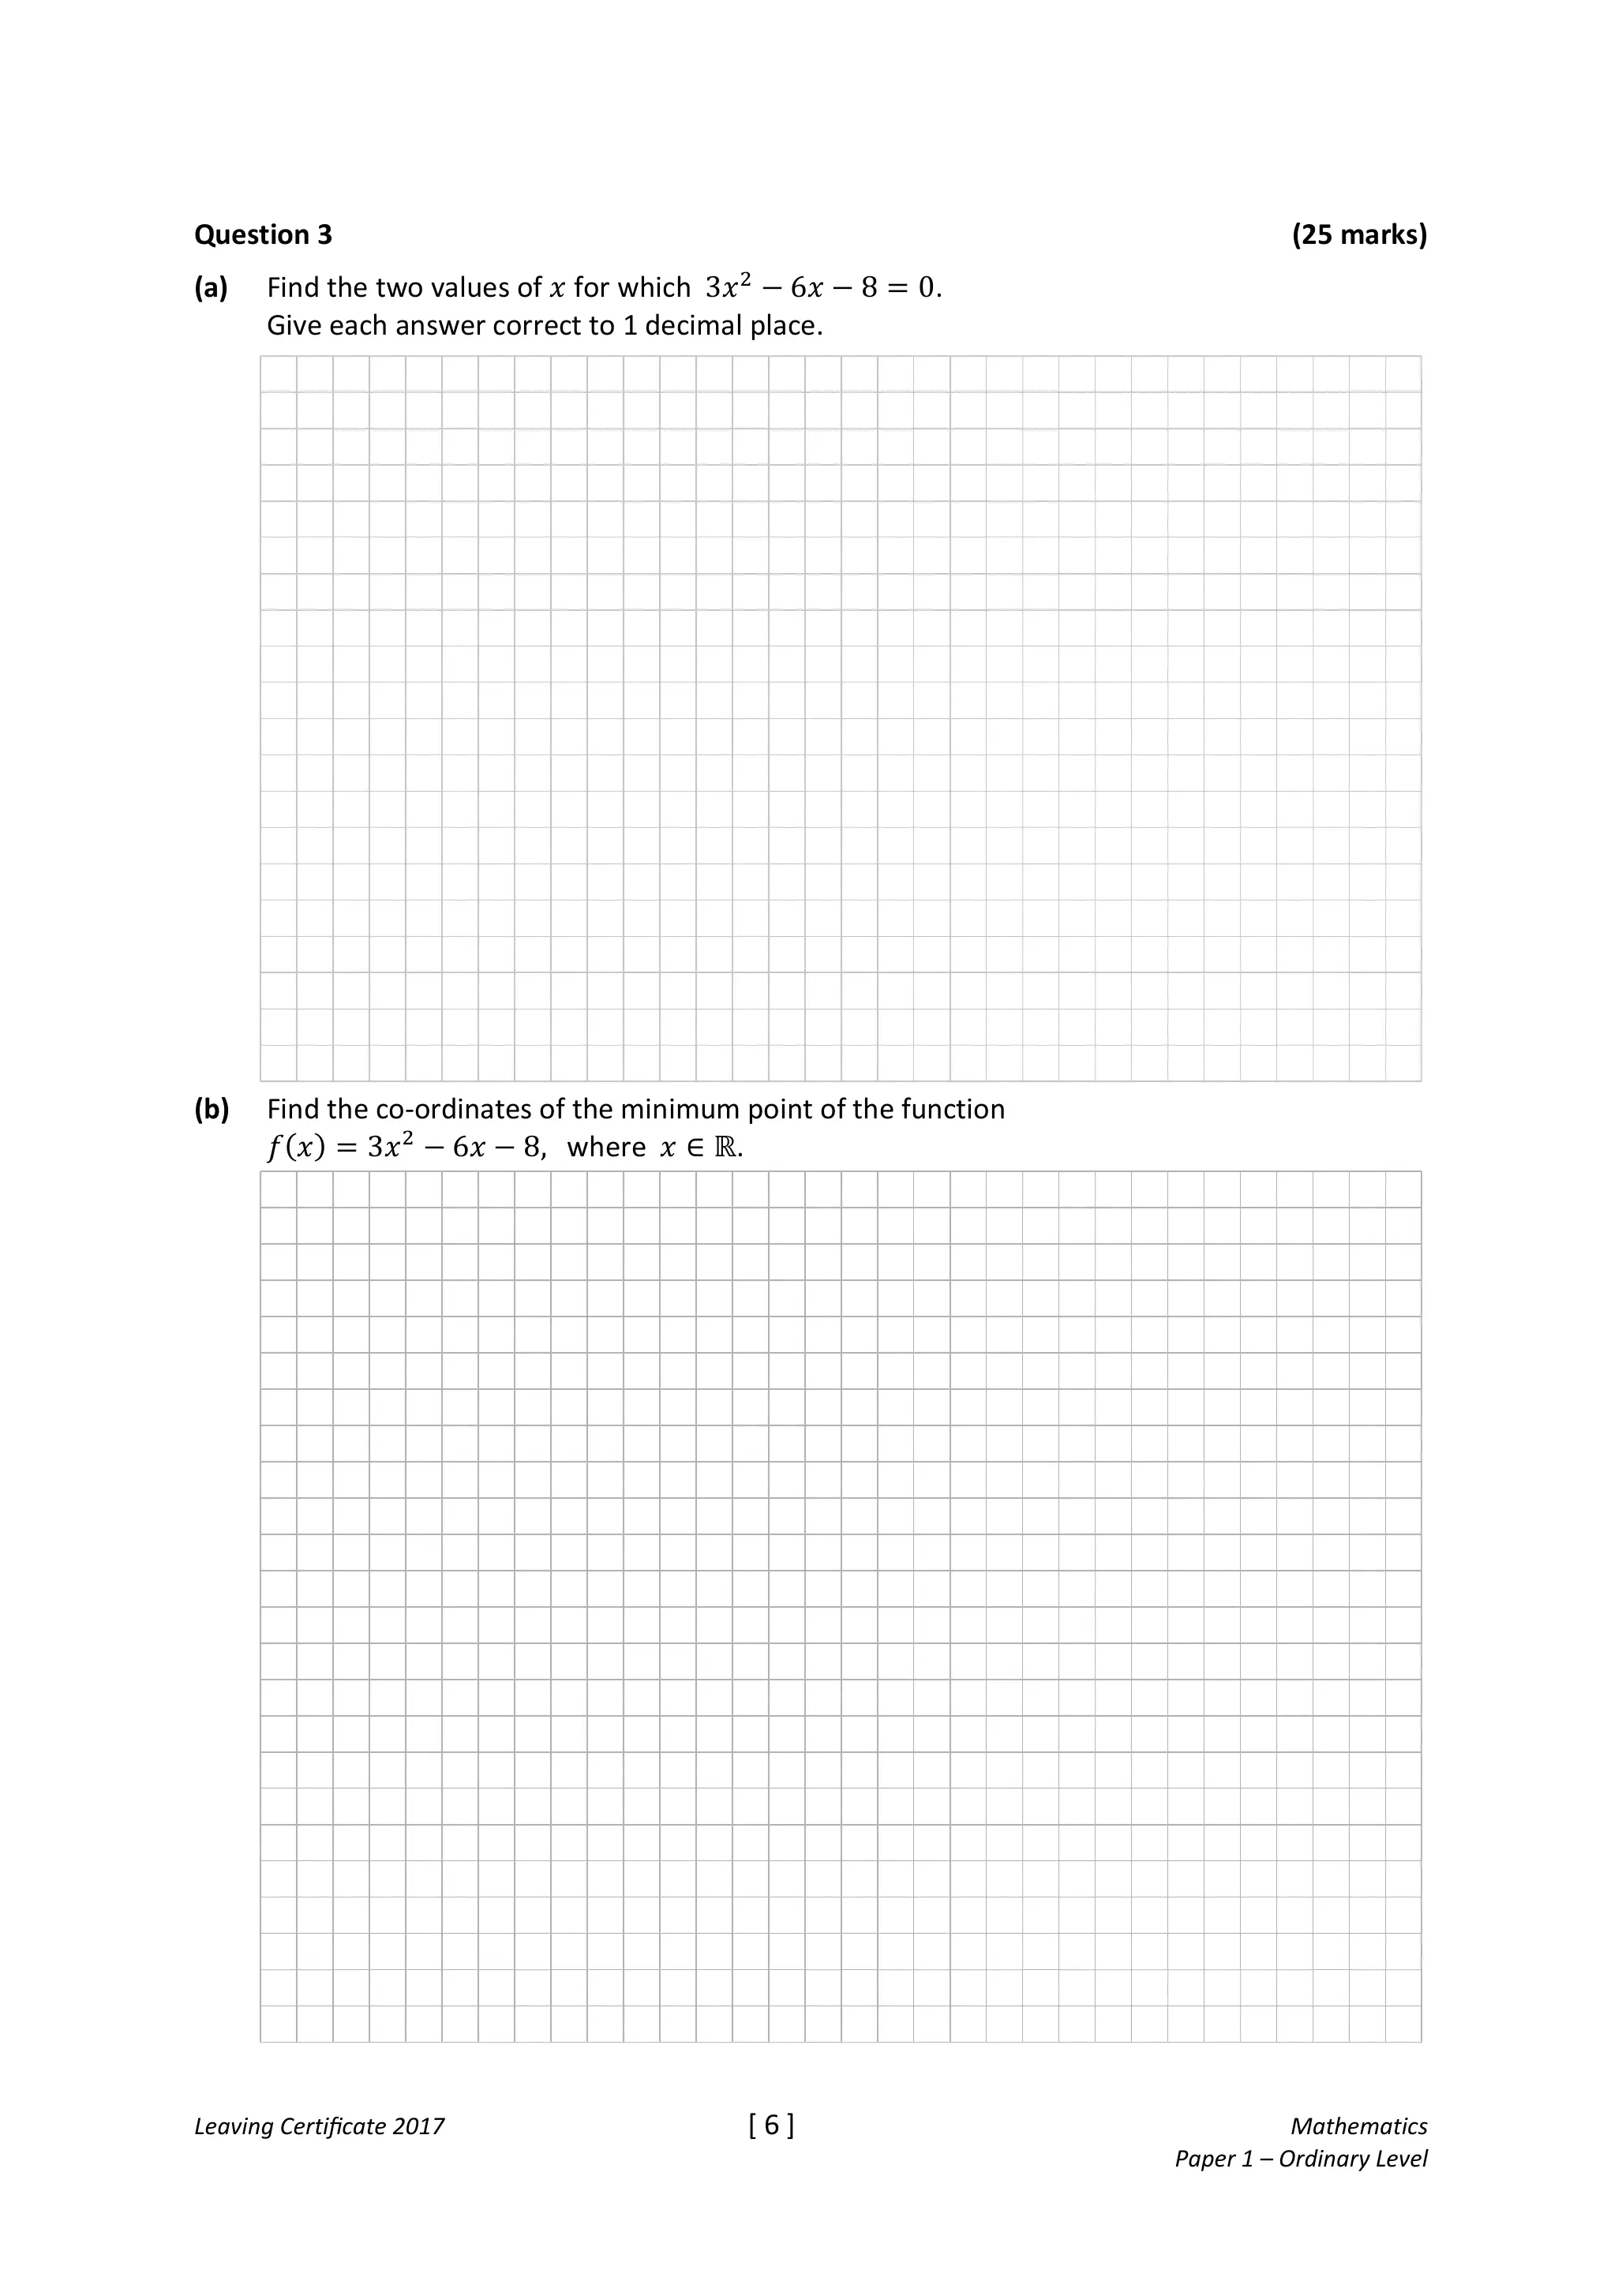 Question 3 (25 marks)
(a) Find the two values of 𝑥 for which 3𝑥² − 6𝑥 − 8 = 0.
Give each answer correct to 1 decimal place.
(b) Find the co-ordinates of the minimum point of the function
𝑓(𝑥) = 3𝑥² − 6𝑥 − 8, where 𝑥 ∈ ℝ.
Leaving Certificate 2017 [ 6 ] Mathematics
Paper 1 – Ordinary Level